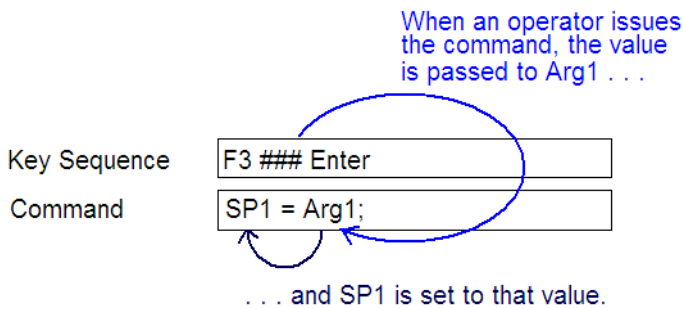 When an operator issues
the command, the value
is passed to Arg1 . . .
Key Sequence F3 ### Enter
Command SP1 = Arg1;
. . . and SP1 is set to that value.